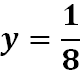 y = 1/8